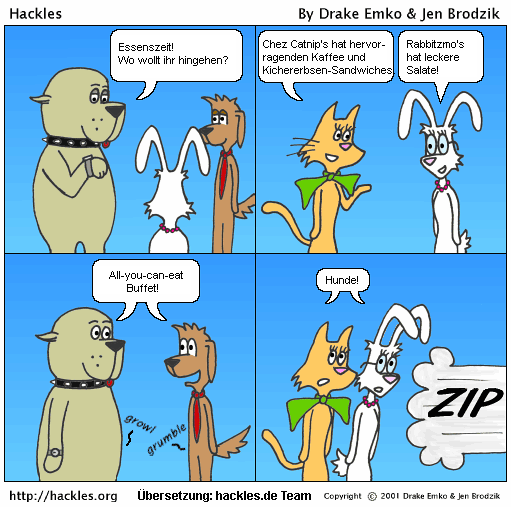 Hackles
By Drake Emko & Jen Brodzik
Essenszeit!
Wo wollt ihr hingehen?
Chez Catnip's hat hervor-
ragenden Kaffee und
Kichererbsen-Sandwiches
Rabbitzmo's
hat leckere
Salate!
All-you-can-eat
Buffet!
growl
grumble
Hunde!
ZIP
http://hackles.org
Übersetzung: hackles.de Team
Copyright © 2001 Drake Emko & Jen Brodzik